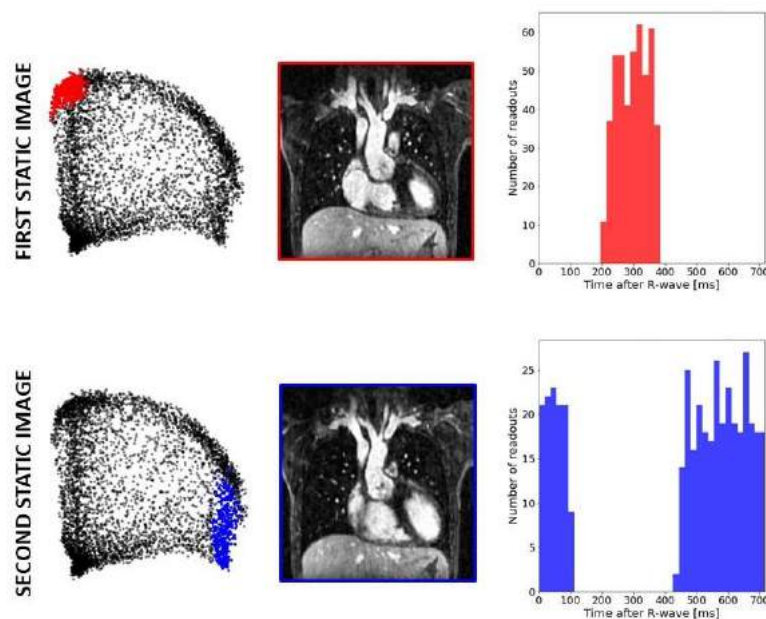 FIRST STATIC IMAGE
Number of readouts
60
50
40
30
20
10
0
0 100 200 300 400 500 600 700
Time after R-wave [ms]
SECOND STATIC IMAGE
Number of readouts
25
20
15
10
5
0
0 100 200 300 400 500 600 700
Time after R-wave [ms]